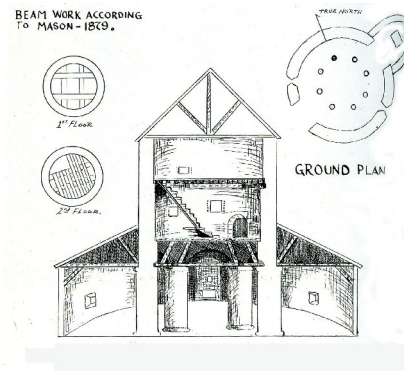 BEAM WORK ACCORDING
TO MASON-1879.
TRUE NORTH
1ST FLOOR
2ND FLOOR.
GROUND PLAN